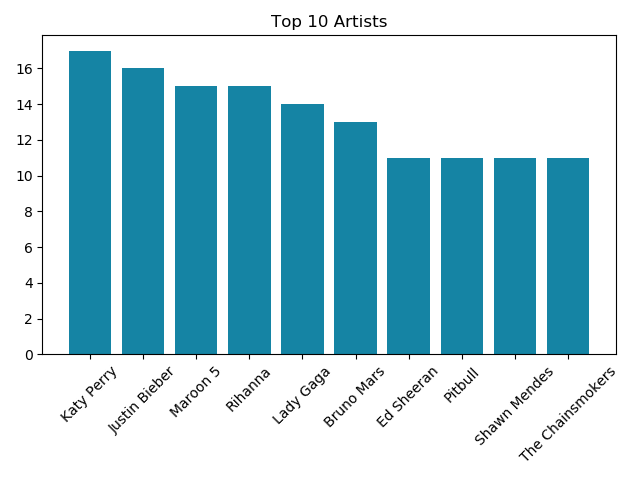 Top 10 Artists
16
14
12
10
8
6
4
2
0
Katy Perry
Justin Bieber
Maroon 5
Rihanna
Lady Gaga
Bruno Mars
Ed Sheeran
Pitbull
Shawn Mendes
The Chainsmokers